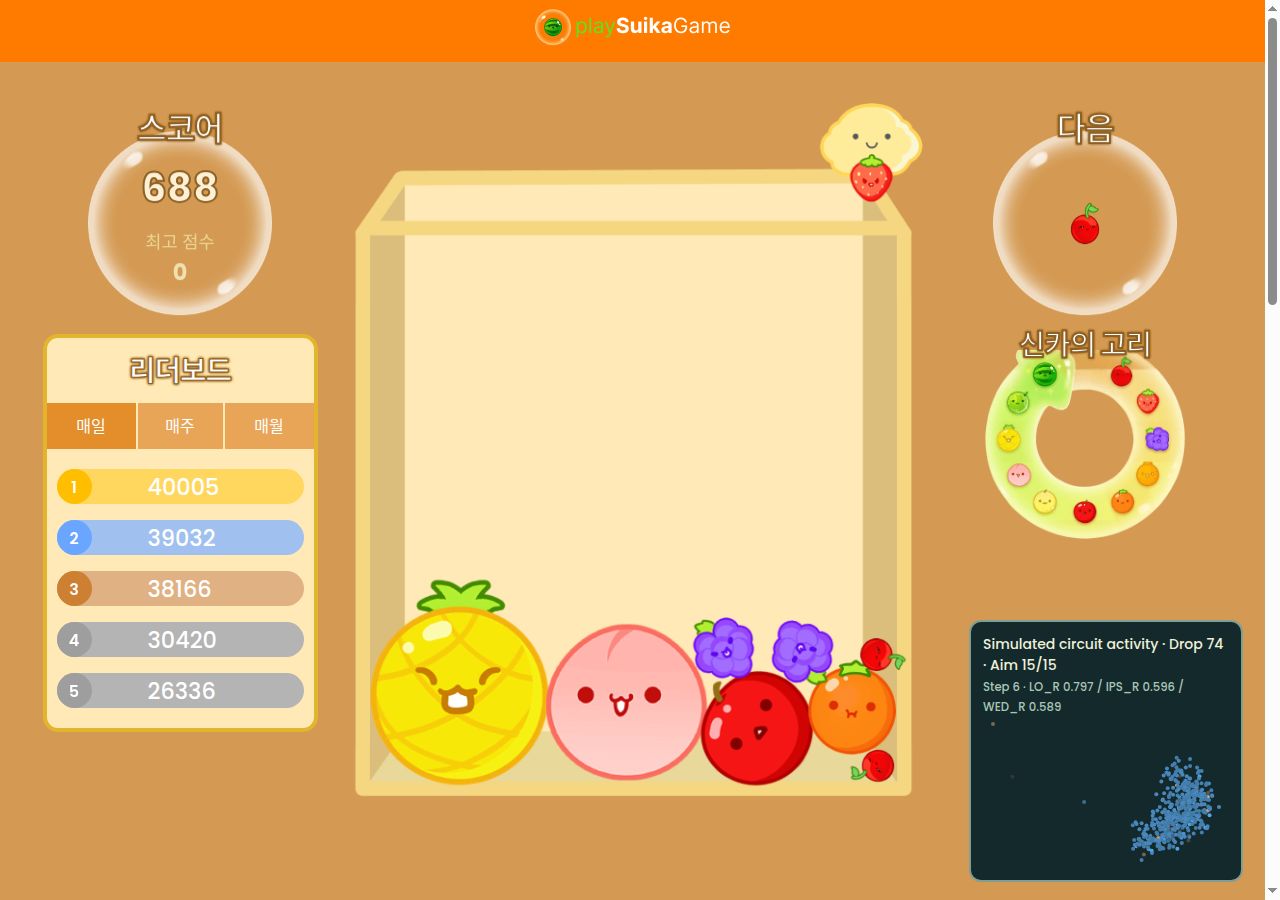 playSuikaGame
스코어
688
최고 점수
0
다음
신카의 고리
리더보드
매일
매주
매월
1 40005
2 39032
3 38166
4 30420
5 26336
Simulated circuit activity · Drop 74
· Aim 15/15
Step 6 · LO_R 0.797 / IPS_R 0.596 /
WED_R 0.589